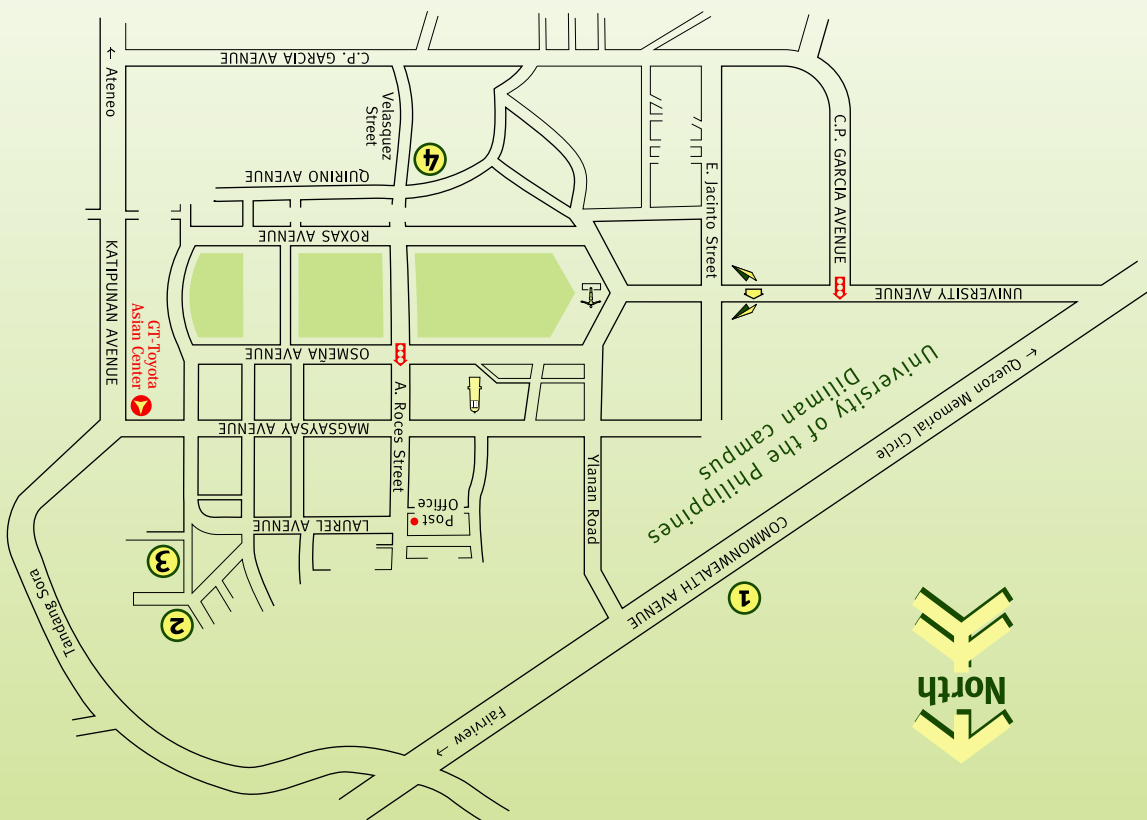 North
1
COMMONWEALTH AVENUE
Fairview →
← Quezon Memorial Circle
University of the Philippines
Diliman campus
UNIVERSITY AVENUE
C.P. GARCIA AVENUE
E. Jacinto Street
Ylanan Road
Tandang Sora
2
3
LAUREL AVENUE
Post
Office
MAGSAYSAY AVENUE
A. Roces Street
OSMEÑA AVENUE
GT-Toyota
Asian Center
KATIPUNAN AVENUE
ROXAS AVENUE
QUIRINO AVENUE
4
Velasquez
Street
C.P. GARCIA AVENUE
← Ateneo